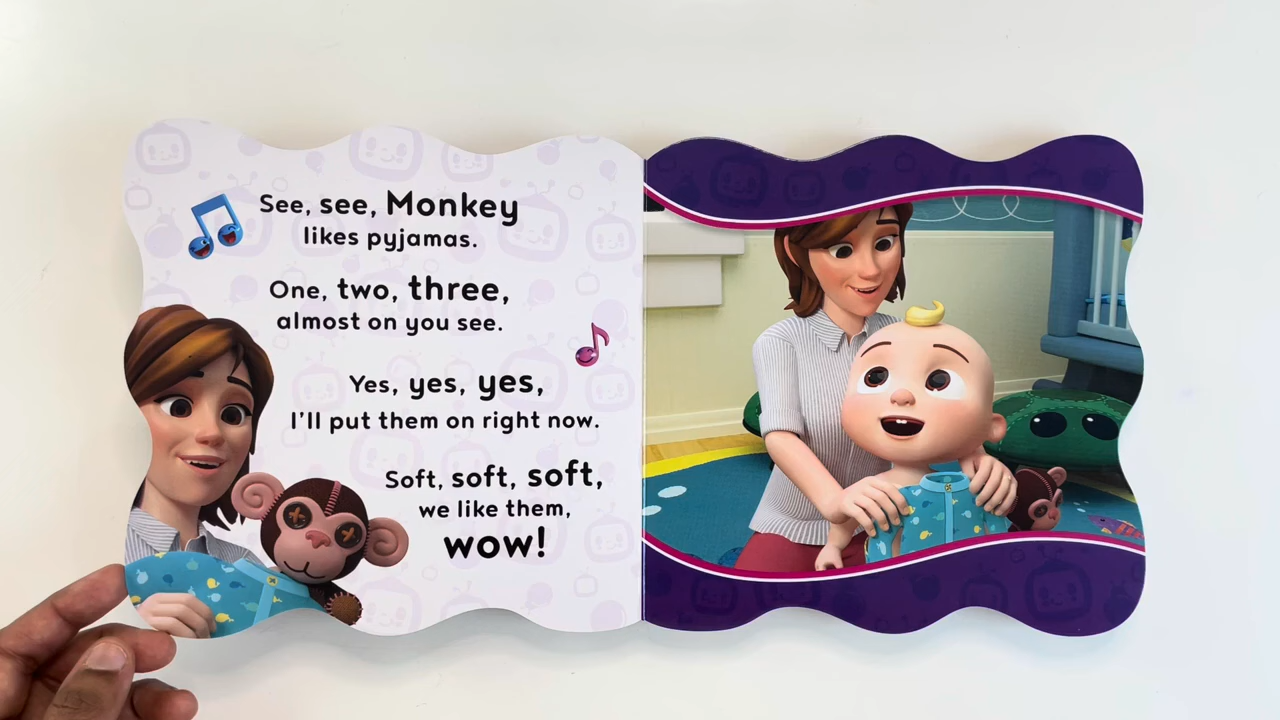 See, see, Monkey
likes pyjamas.
One, two, three,
almost on you see.
Yes, yes, yes,
I'll put them on right now.
Soft, soft, soft,
we like them,
wow!